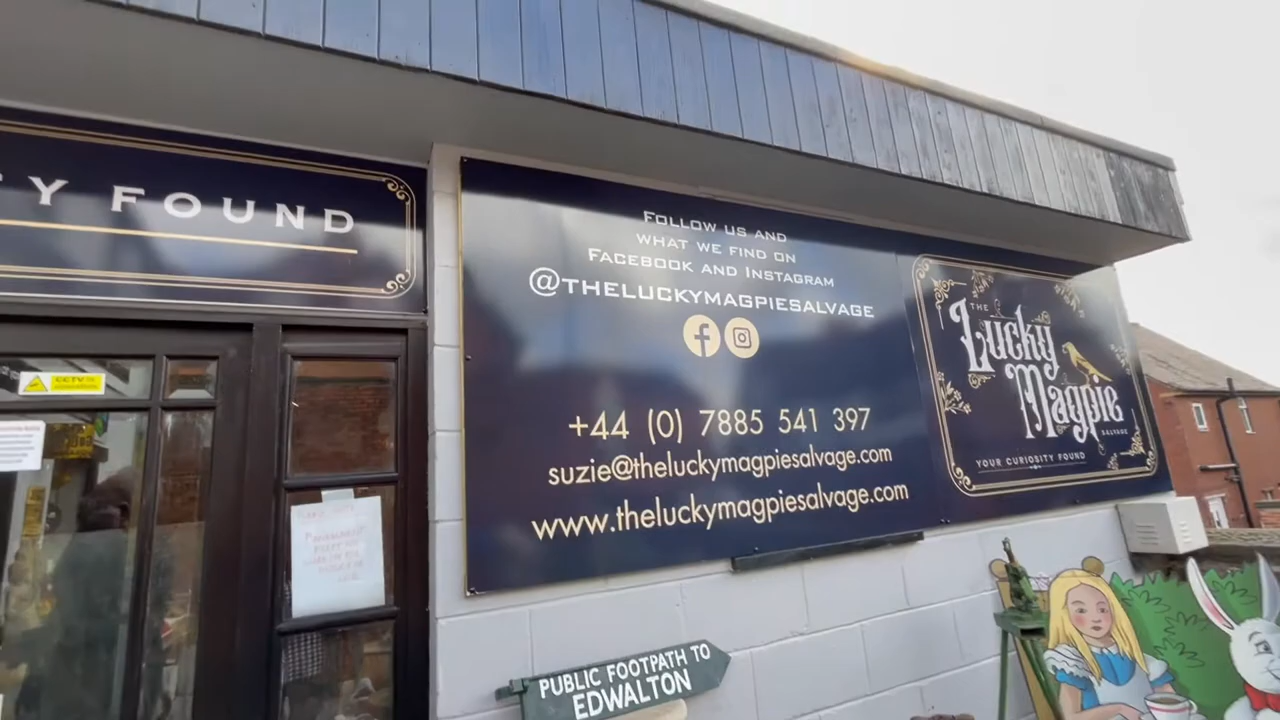 TY FOUND
FOLLOW US AND
WHAT WE FIND ON
FACEBOOK AND INSTAGRAM
@THELUCKYMAGPIESALVAGE
+44 (0) 7885 541 397
suzie@theluckymagpiesalvage.com
www.theluckymagpiesalvage.com
THE
Lucky
Magpie
SALVAGE
YOUR CURIOSITY FOUND
CCTV
PUBLIC FOOTPATH TO
EDWALTON